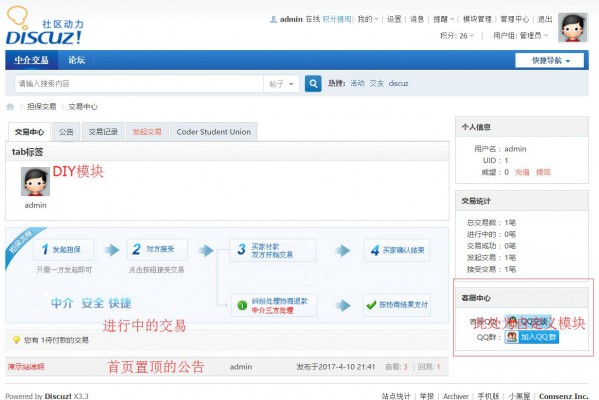 社区动力
DISCUZ!
admin 在线 积分提现| 我的 | 设置 | 消息 | 提醒 | 模块管理 | 管理中心 | 退出
积分: 26 | 用户组: 管理员
中介交易 论坛 快捷导航
请输入搜索内容 帖子 热搜: 活动 交友 discuz
担保交易 › 交易中心
交易中心 公告 交易记录 发起交易 Coder Student Union
tab标签
DIY模块
admin
担保流程
1 发起担保
只需一方发起即可
2 对方接受
点击按钮接受交易
3 买家付款
双方开始交易
4 买家确认结束
中介 安全 快捷
纠纷处理协商退款
中介三方处理
按协商结果支付
进行中的交易
您有 1待付款的交易
首页置顶的公告
演示站说明 admin 发布于2017-4-10 21:41 查看: 3 | 回复: 1
个人信息
用户名: admin
UID: 1
威望: 0 充值 提现
交易统计
总交易数: 1笔
进行中的: 0笔
交易成功: 0笔
发起交易: 1笔
接受交易: 1笔
客服中心
此处为自定义模块
客服QQ: QQ交谈
QQ群: 加入QQ群
Powered by Discuz! X3.3
站点统计 | 举报 | Archiver | 手机版 | 小黑屋 | Comsenz Inc.